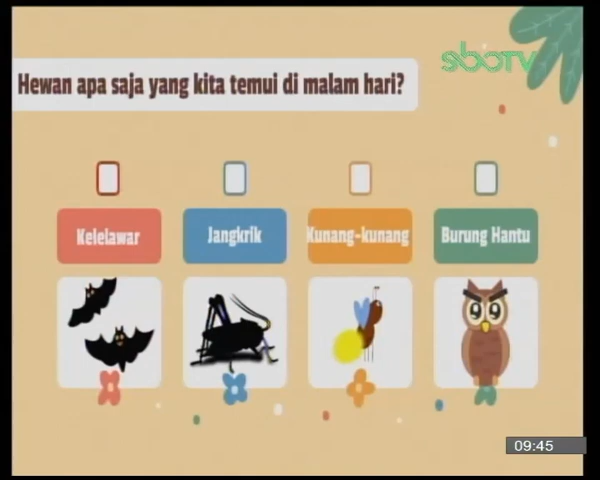 sboTV
Hewan apa saja yang kita temui di malam hari?
Kelelawar
Jangkrik
Kunang-kunang
Burung Hantu
09:45